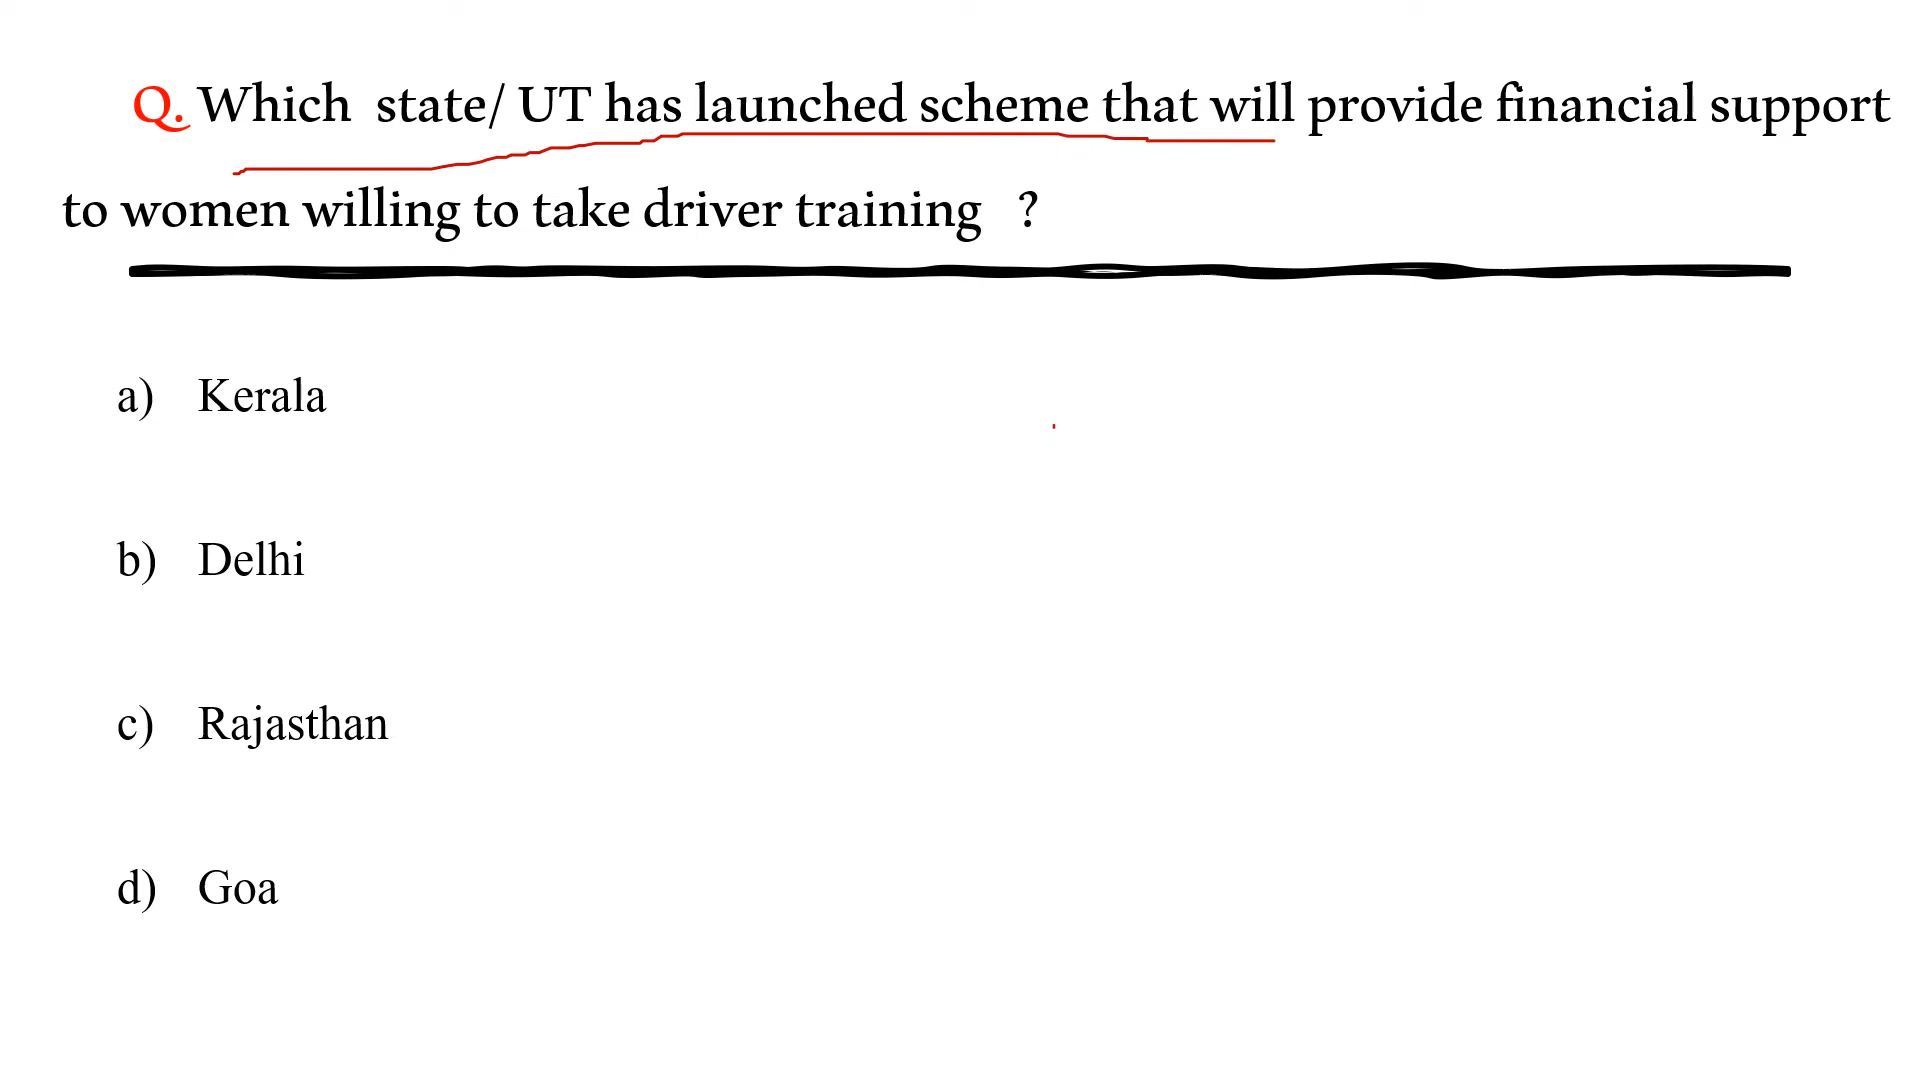 Q. Which state/ UT has launched scheme that will provide financial support
to women willing to take driver training ?
a) Kerala
b) Delhi
c) Rajasthan
d) Goa